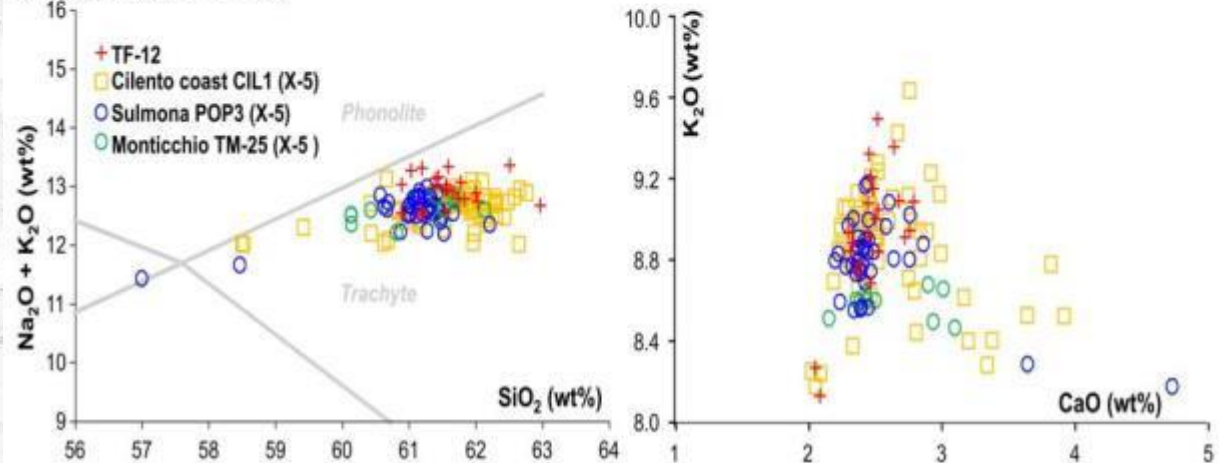 16
15
14
13
12
11
10
9
Na₂O + K₂O (wt%)
+ TF-12
Cilento coast CIL1 (X-5)
Sulmona POP3 (X-5)
Monticchio TM-25 (X-5 )
Phonolite
Trachyte
SiO₂ (wt%)
56 57 58 59 60 61 62 63 64
10.0
9.6
9.2
8.8
8.4
8.0
K₂O (wt%)
CaO (wt%)
1 2 3 4 5